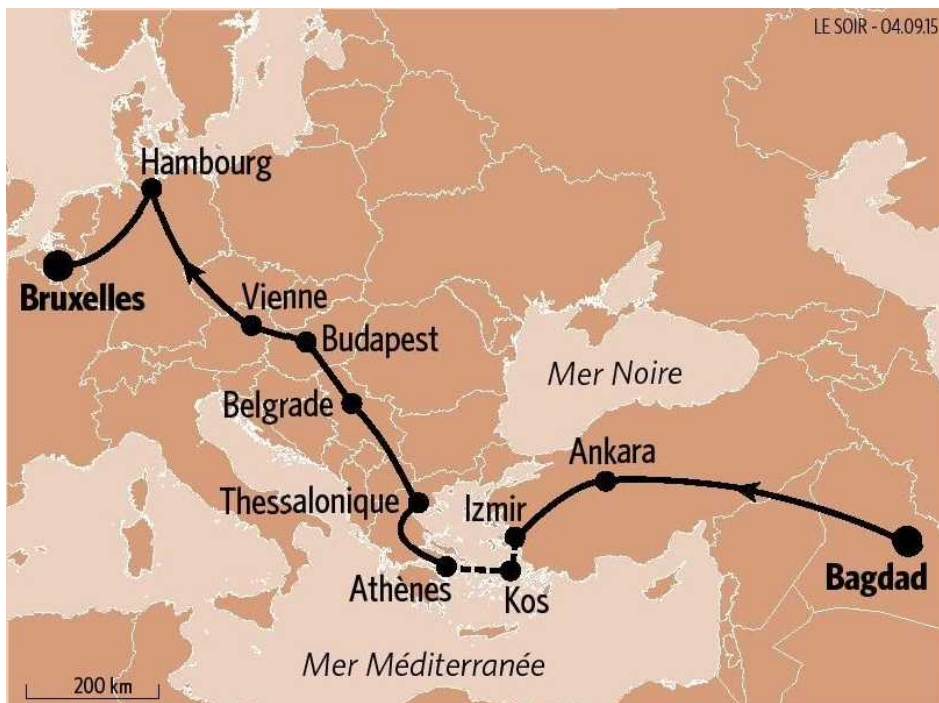 LE SOIR - 04.09.15
Hambourg
Bruxelles
Vienne
Budapest
Mer Noire
Belgrade
Ankara
Thessalonique
Izmir
Athènes
Kos
Bagdad
Mer Méditerranée
200 km